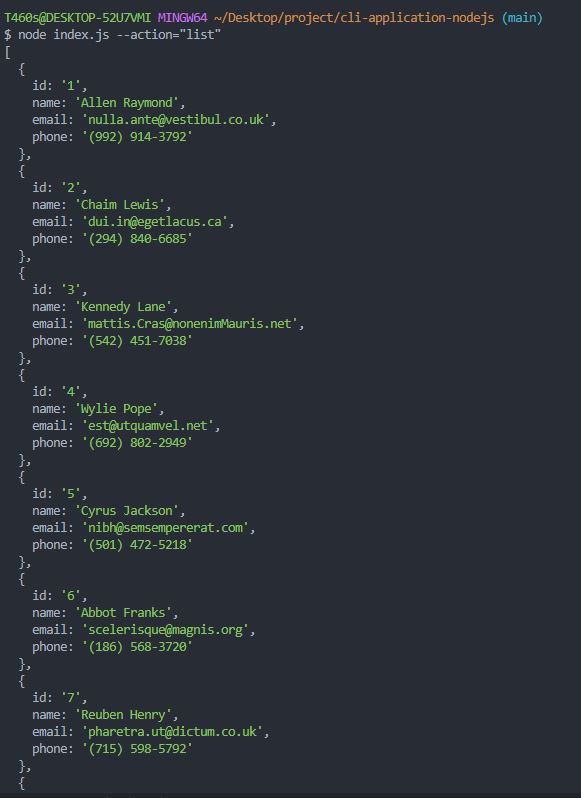 T460s@DESKTOP-52U7VMI MINGW64 ~/Desktop/project/cli-application-nodejs (main)
$ node index.js --action="list"
[
  {
    id: '1',
    name: 'Allen Raymond',
    email: 'nulla.ante@vestibul.co.uk',
    phone: '(992) 914-3792'
  },
  {
    id: '2',
    name: 'Chaim Lewis',
    email: 'dui.in@egetlacus.ca',
    phone: '(294) 840-6685'
  },
  {
    id: '3',
    name: 'Kennedy Lane',
    email: 'mattis.Cras@nonenimMauris.net',
    phone: '(542) 451-7038'
  },
  {
    id: '4',
    name: 'Wylie Pope',
    email: 'est@utquamvel.net',
    phone: '(692) 802-2949'
  },
  {
    id: '5',
    name: 'Cyrus Jackson',
    email: 'nibh@semsempererat.com',
    phone: '(501) 472-5218'
  },
  {
    id: '6',
    name: 'Abbot Franks',
    email: 'scelerisque@magnis.org',
    phone: '(186) 568-3720'
  },
  {
    id: '7',
    name: 'Reuben Henry',
    email: 'pharetra.ut@dictum.co.uk',
    phone: '(715) 598-5792'
  },
  {